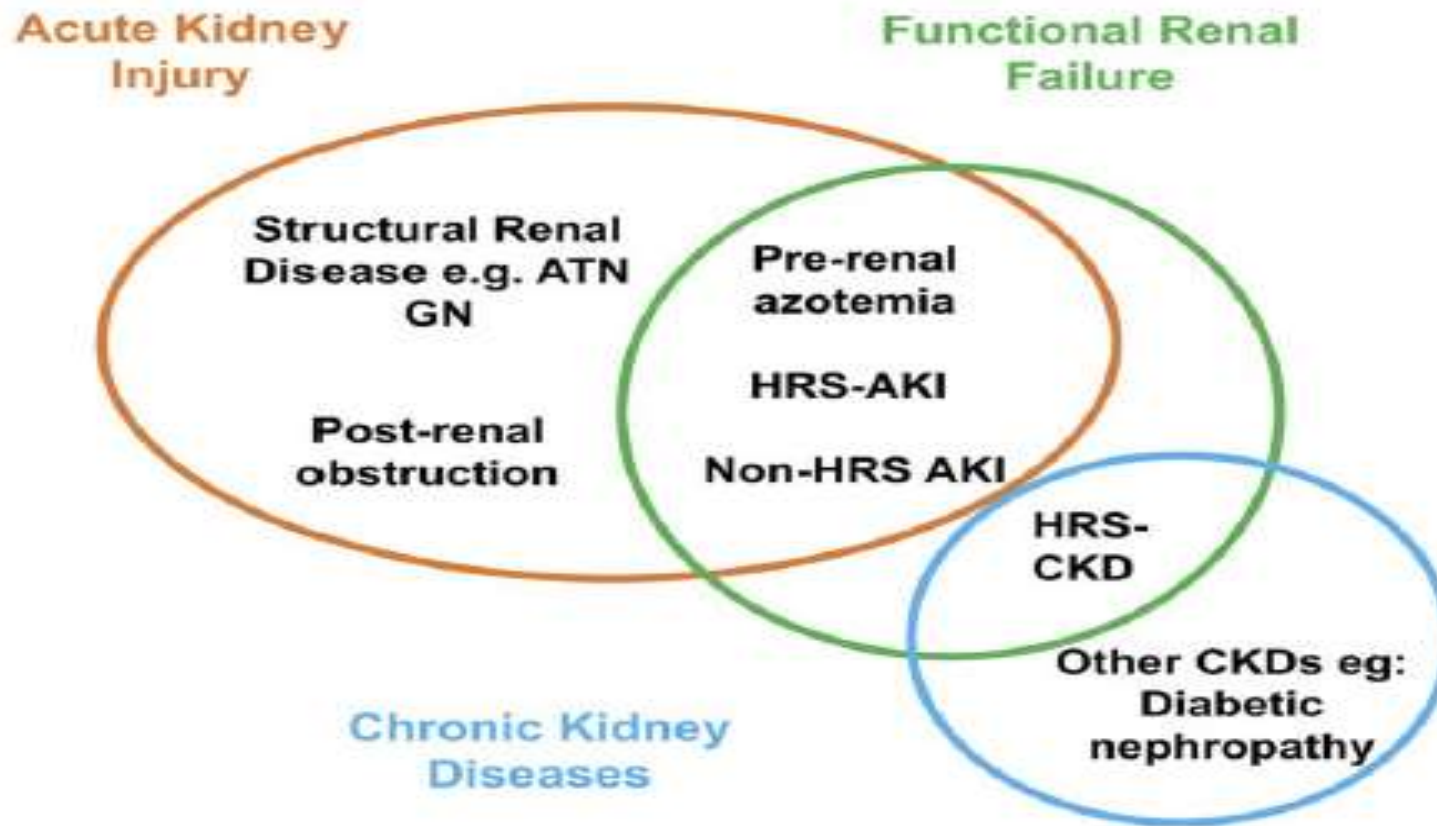 Acute Kidney
Injury
Functional Renal
Failure
Structural Renal
Disease e.g. ATN
GN
Post-renal
obstruction
Pre-renal
azotemia
HRS-AKI
Non-HRS AKI
HRS-
CKD
Other CKDs eg:
Diabetic
nephropathy
Chronic Kidney
Diseases